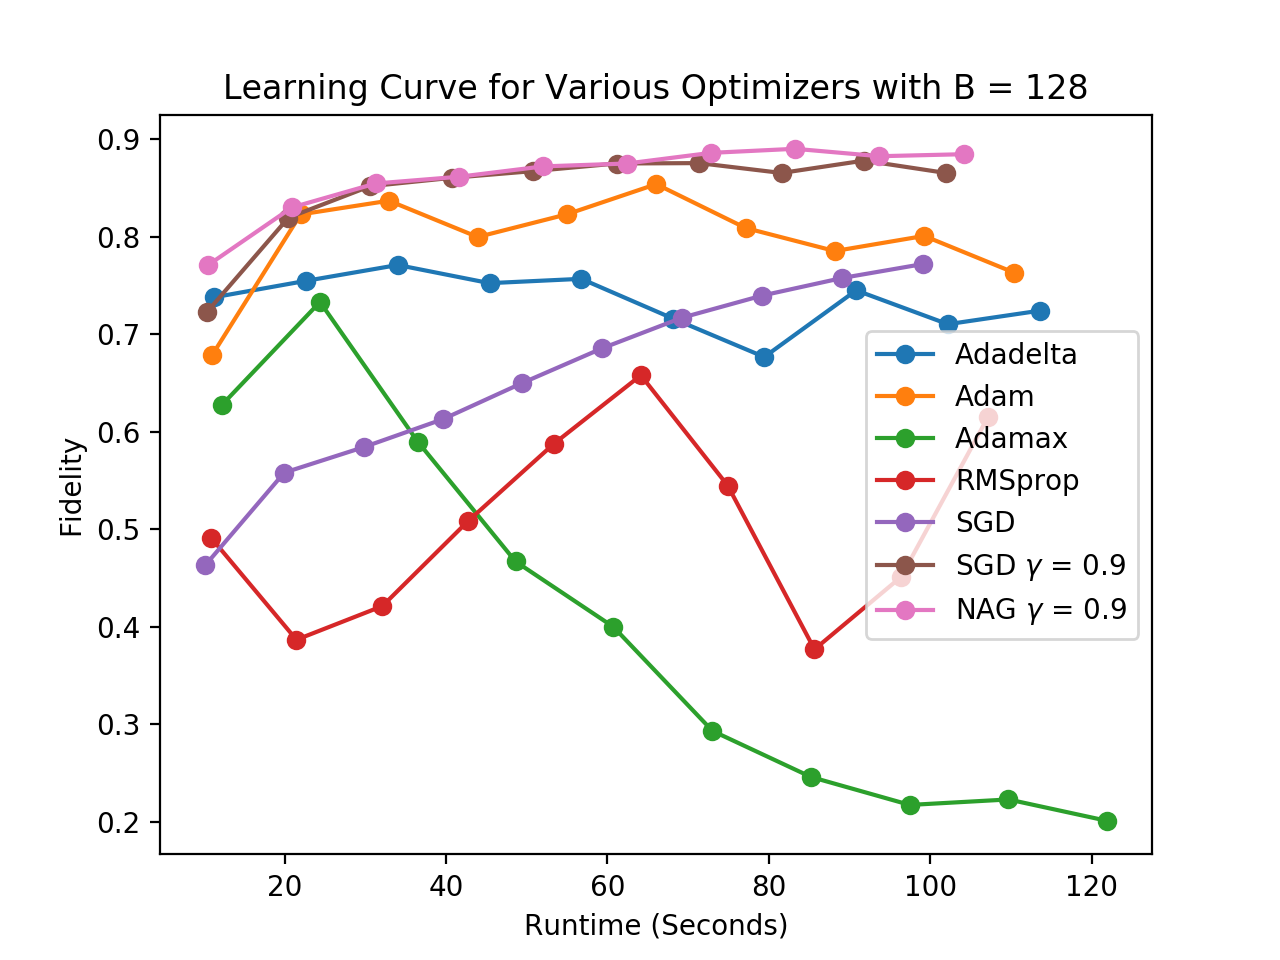 Learning Curve for Various Optimizers with B = 128
0.9
0.8
0.7
0.6
0.5
0.4
0.3
0.2
Fidelity
Adadelta
Adam
Adamax
RMSprop
SGD
SGD γ = 0.9
NAG γ = 0.9
20 40 60 80 100 120
Runtime (Seconds)